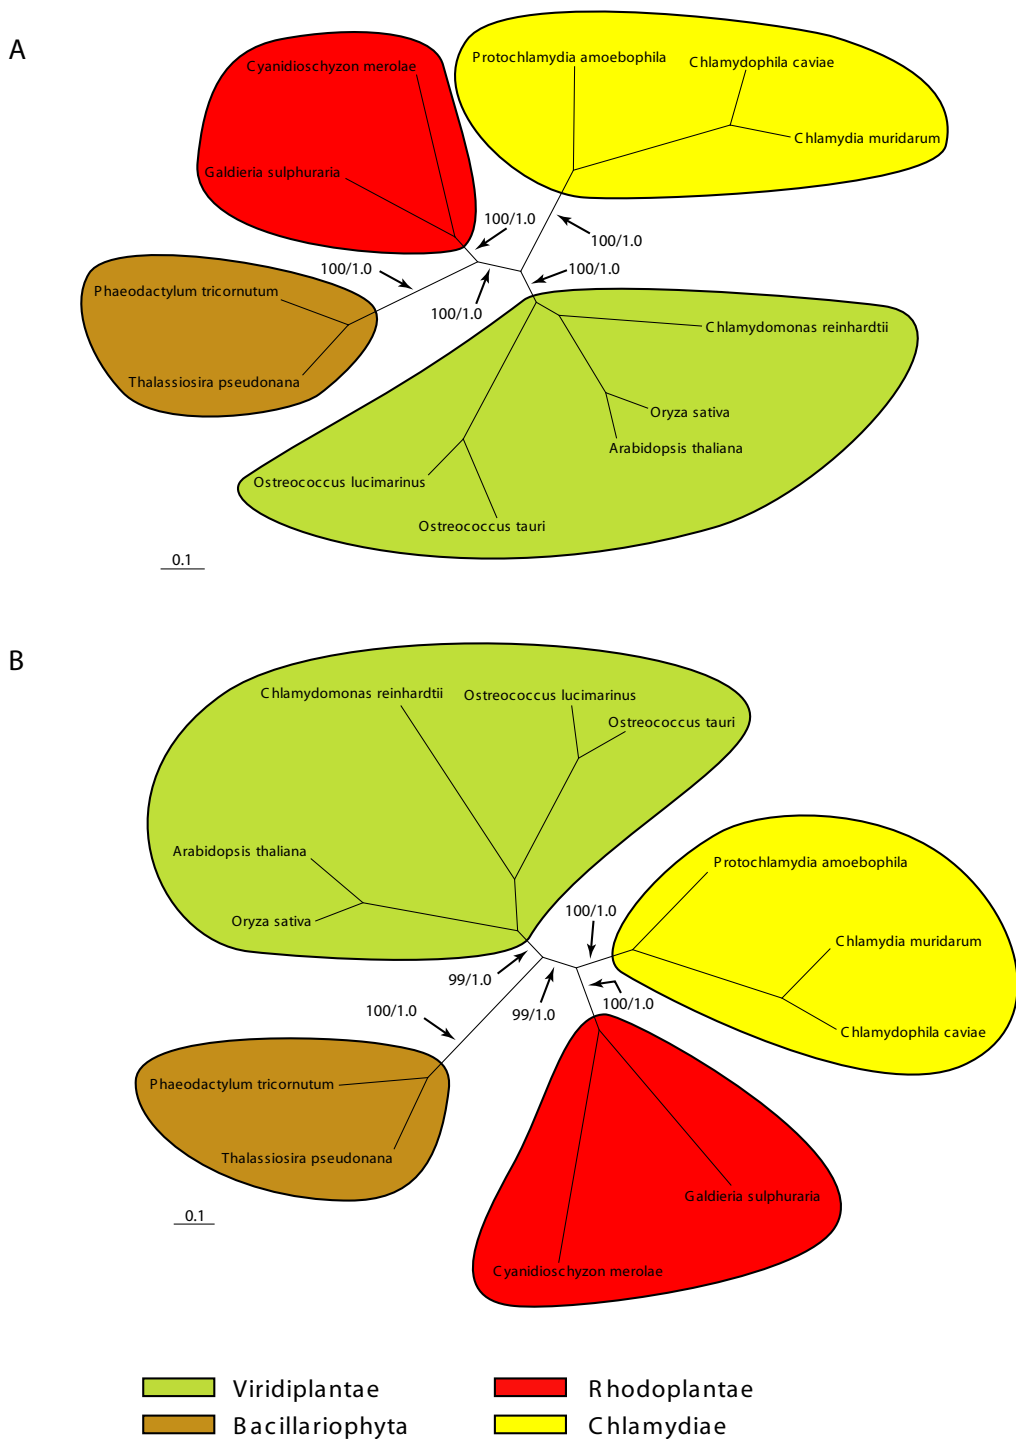 A
Protochlamydia amoebophila
Chlamydophila caviae
Cyanidioschyzon merolae
Chlamydia muridarum
Galdieria sulphuraria
100/1.0
100/1.0
100/1.0
100/1.0
Phaeodactylum tricornutum
100/1.0
Chlamydomonas reinhardtii
Thalassiosira pseudonana
Oryza sativa
Arabidopsis thaliana
Ostreococcus lucimarinus
Ostreococcus tauri
0.1
B
Chlamydomonas reinhardtii
Ostreococcus lucimarinus
Ostreococcus tauri
Arabidopsis thaliana
Protochlamydia amoebophila
Oryza sativa
100/1.0
Chlamydia muridarum
99/1.0
100/1.0
100/1.0
99/1.0
Chlamydophila caviae
Phaeodactylum tricornutum
Thalassiosira pseudonana
Galdieria sulphuraria
0.1
Cyanidioschyzon merolae
Viridiplantae
Rhodoplantae
Bacillariophyta
Chlamydiae